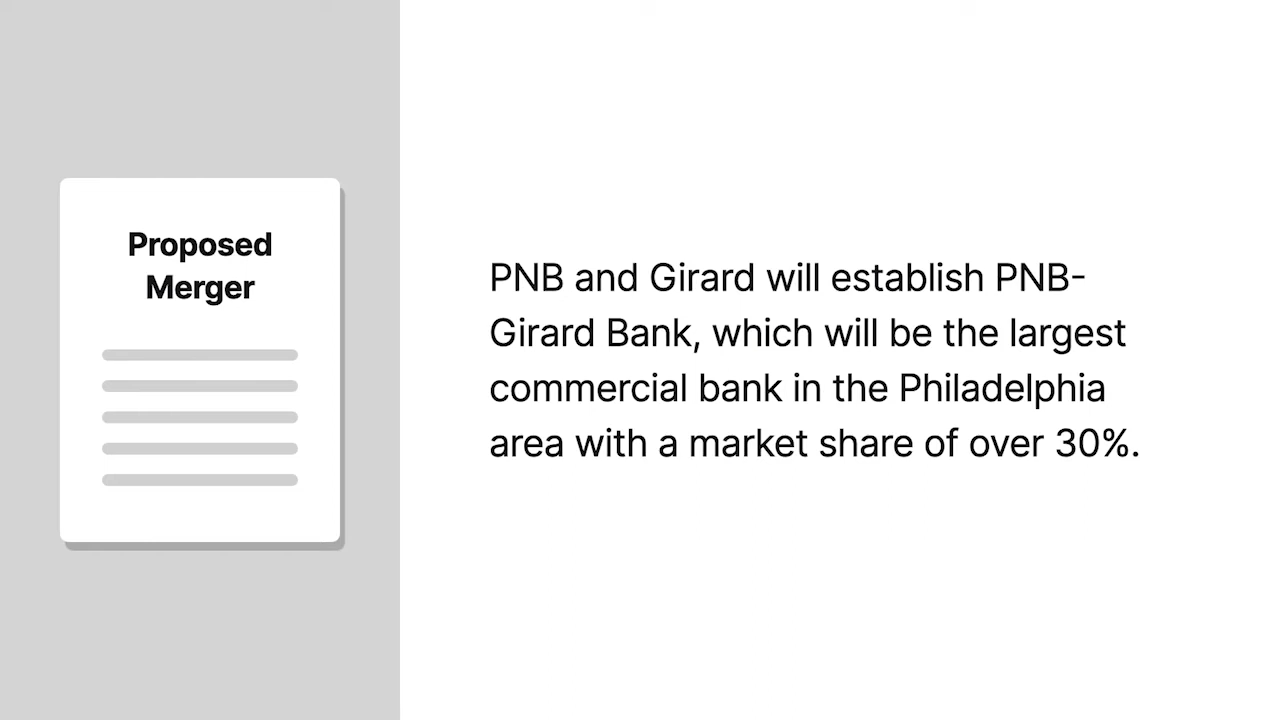 Proposed
Merger
PNB and Girard will establish PNB-
Girard Bank, which will be the largest
commercial bank in the Philadelphia
area with a market share of over 30%.